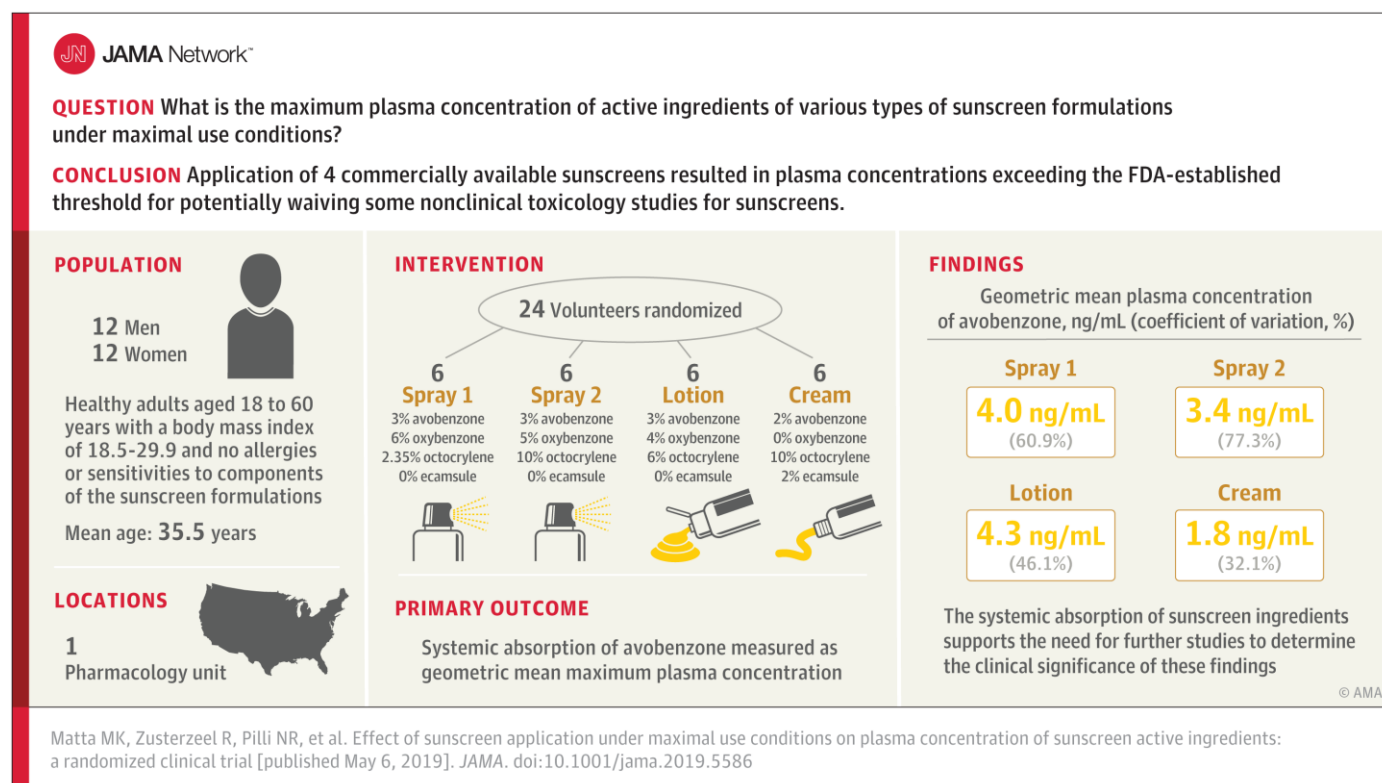 JN JAMA Network™
QUESTION What is the maximum plasma concentration of active ingredients of various types of sunscreen formulations
under maximal use conditions?
CONCLUSION Application of 4 commercially available sunscreens resulted in plasma concentrations exceeding the FDA-established
threshold for potentially waiving some nonclinical toxicology studies for sunscreens.
POPULATION
12 Men
12 Women
Healthy adults aged 18 to 60
years with a body mass index
of 18.5-29.9 and no allergies
or sensitivities to components
of the sunscreen formulations
Mean age: 35.5 years
LOCATIONS
1
Pharmacology unit
INTERVENTION
24 Volunteers randomized
6
Spray 1
3% avobenzone
6% oxybenzone
2.35% octocrylene
0% ecamsule
6
Spray 2
3% avobenzone
5% oxybenzone
10% octocrylene
0% ecamsule
6
Lotion
3% avobenzone
4% oxybenzone
6% octocrylene
0% ecamsule
6
Cream
2% avobenzone
0% oxybenzone
10% octocrylene
2% ecamsule
PRIMARY OUTCOME
Systemic absorption of avobenzone measured as
geometric mean maximum plasma concentration
FINDINGS
Geometric mean plasma concentration
of avobenzone, ng/mL (coefficient of variation, %)
Spray 1
4.0 ng/mL
(60.9%)
Spray 2
3.4 ng/mL
(77.3%)
Lotion
4.3 ng/mL
(46.1%)
Cream
1.8 ng/mL
(32.1%)
The systemic absorption of sunscreen ingredients
supports the need for further studies to determine
the clinical significance of these findings
© AMA
Matta MK, Zusterzeel R, Pilli NR, et al. Effect of sunscreen application under maximal use conditions on plasma concentration of sunscreen active ingredients:
a randomized clinical trial [published May 6, 2019]. JAMA. doi:10.1001/jama.2019.5586